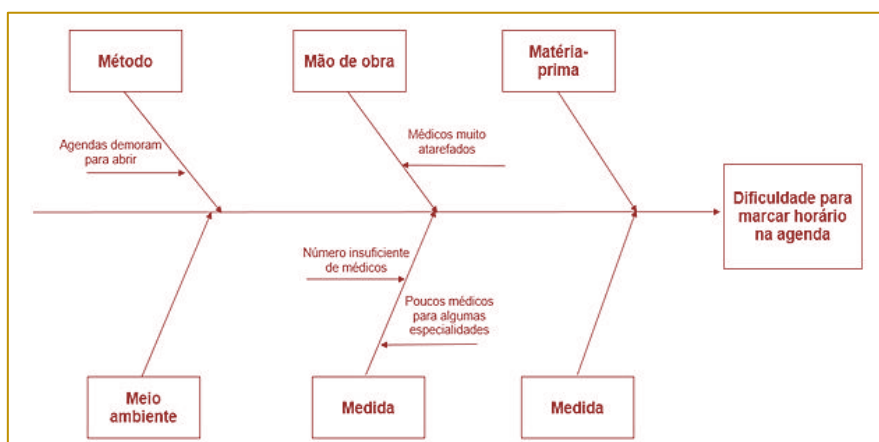 Método
Mão de obra
Matéria-
prima
Agendas demoram
para abrir
Médicos muito
atarefados
Dificuldade para
marcar horário
na agenda
Número insuficiente
de médicos
Poucos médicos
para algumas
especialidades
Meio
ambiente
Medida
Medida